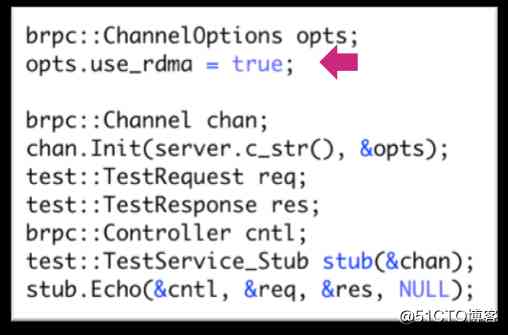 brpc::ChannelOptions opts;
opts.use_rdma = true;
brpc::Channel chan;
chan.Init(server.c_str(), &opts);
test::TestRequest req;
test::TestResponse res;
brpc::Controller cntl;
test::TestService_Stub stub(&chan);
stub.Echo(&cntl, &req, &res, NULL);
@51CTO博客